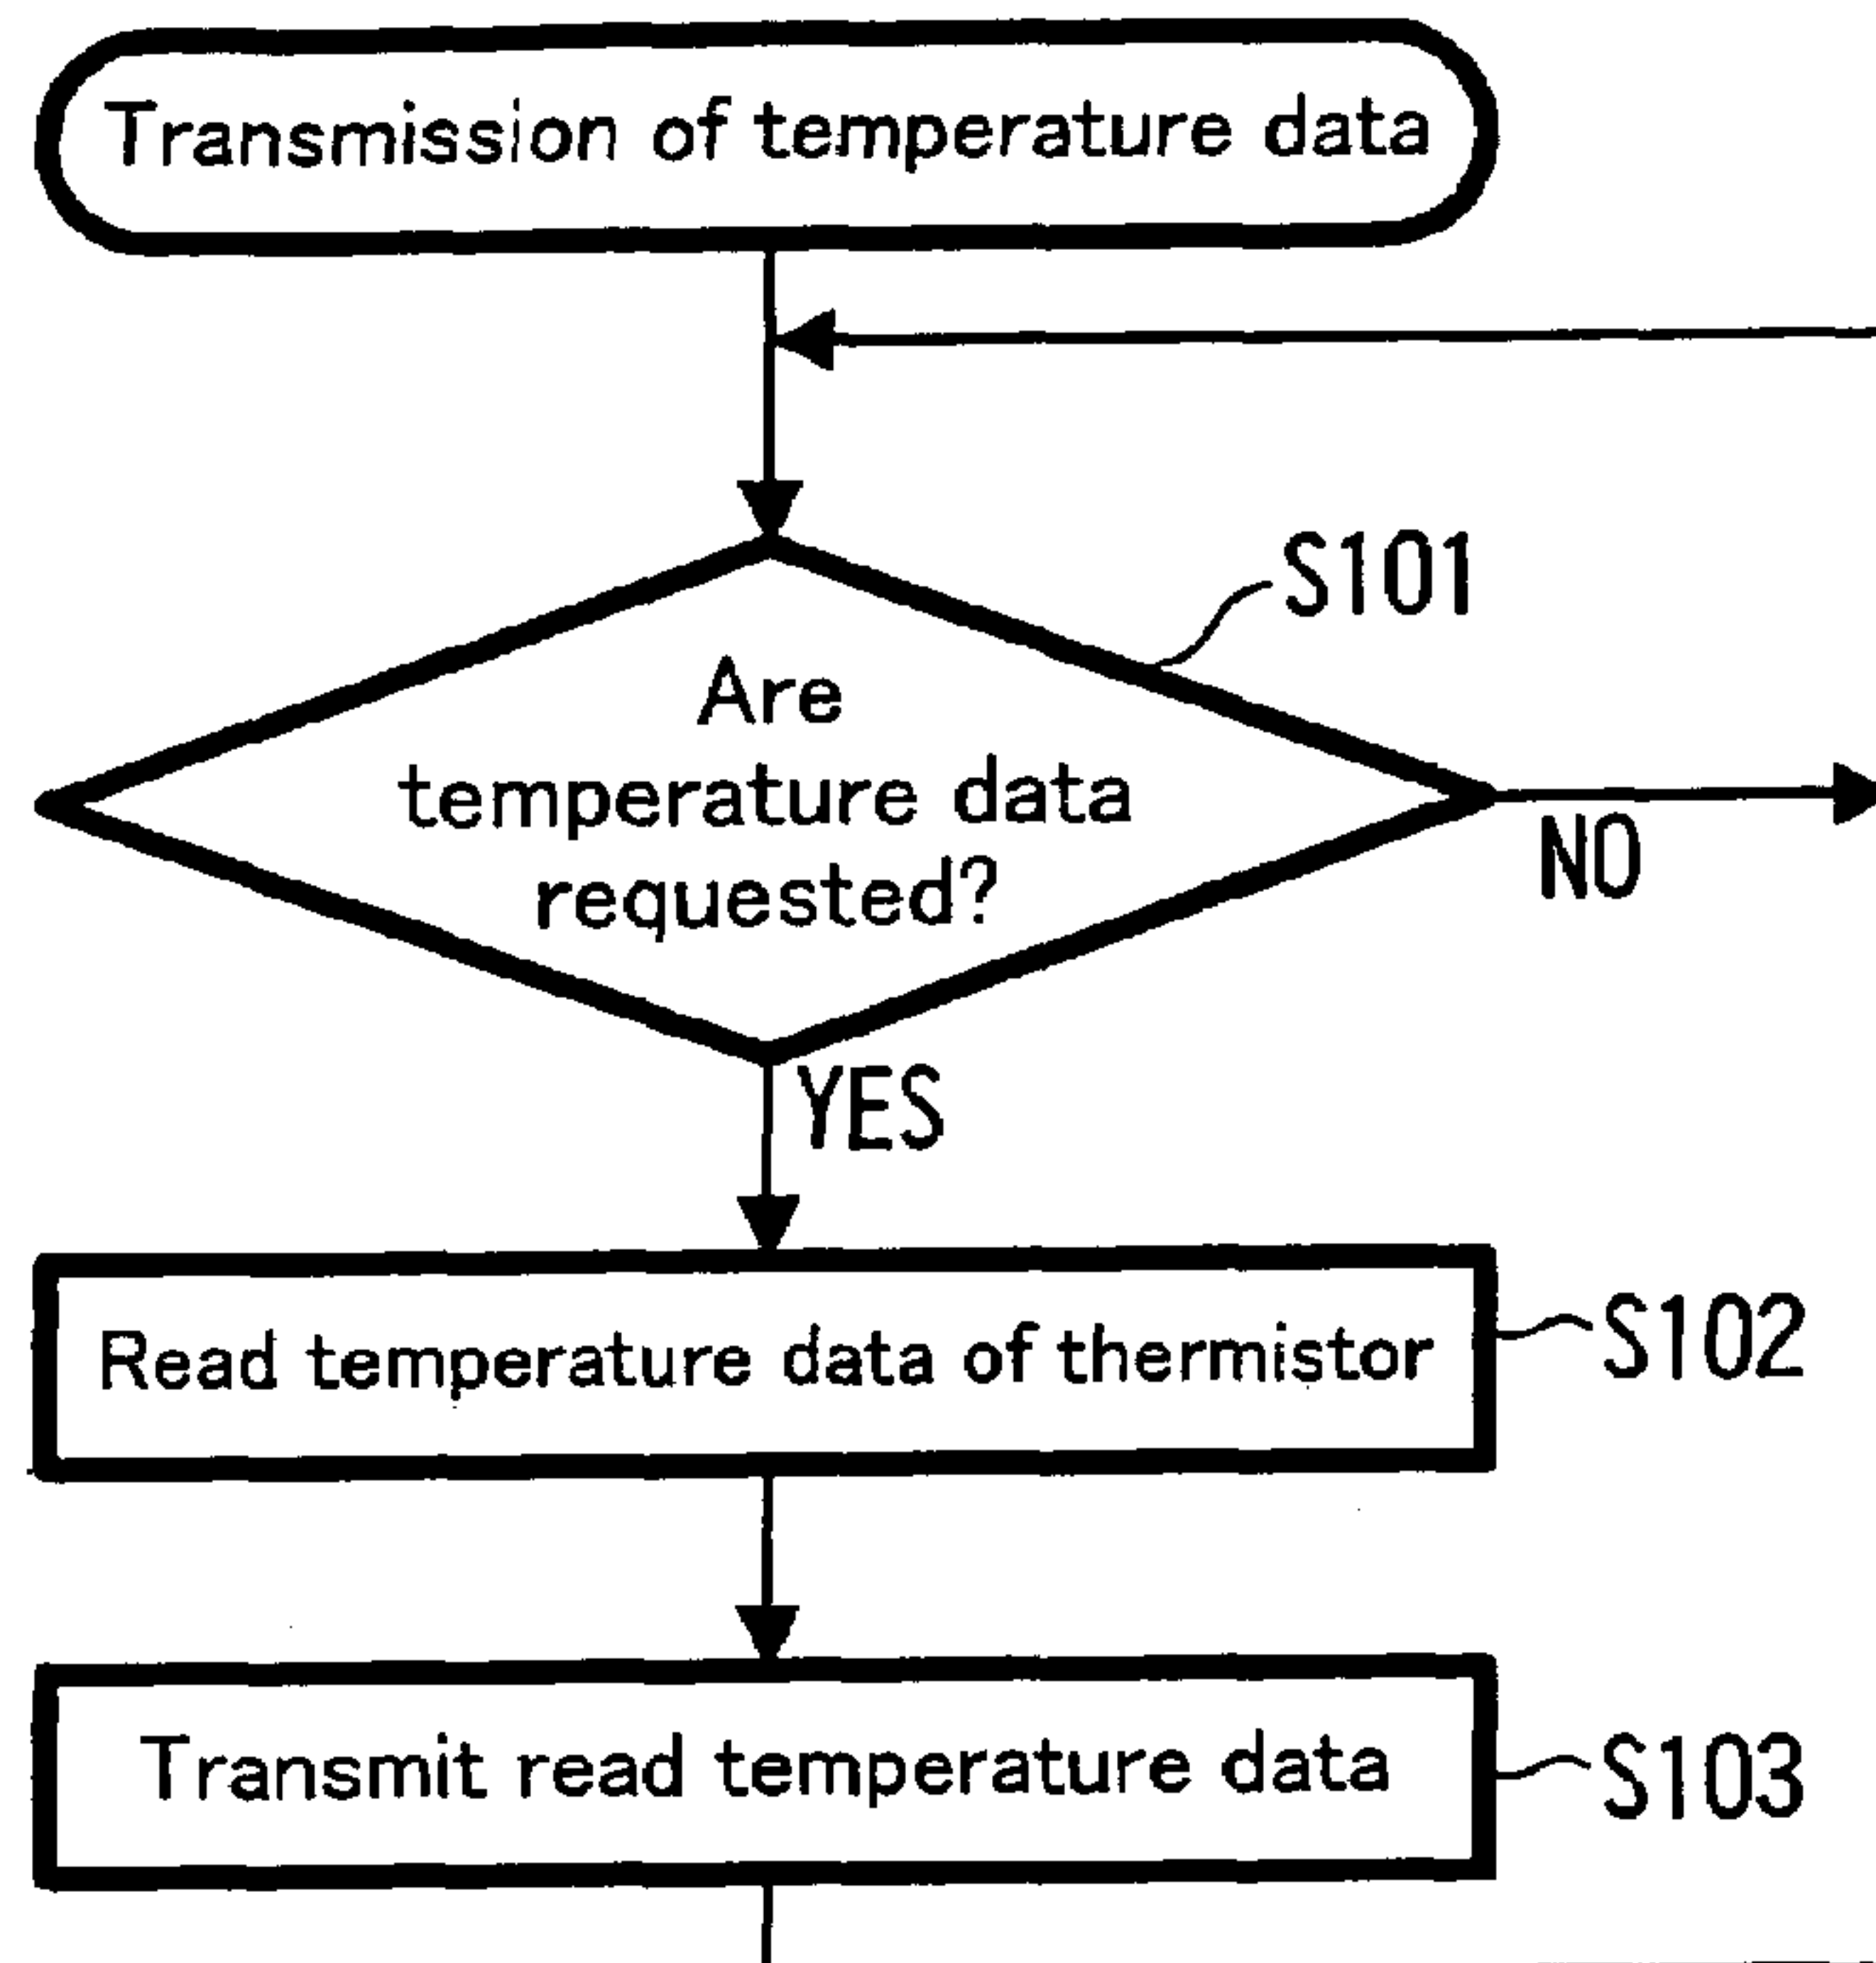 Transmission of temperature data
S101
Are
temperature data
requested?
NO
YES
Read temperature data of thermistor
S102
Transmit read temperature data
S103